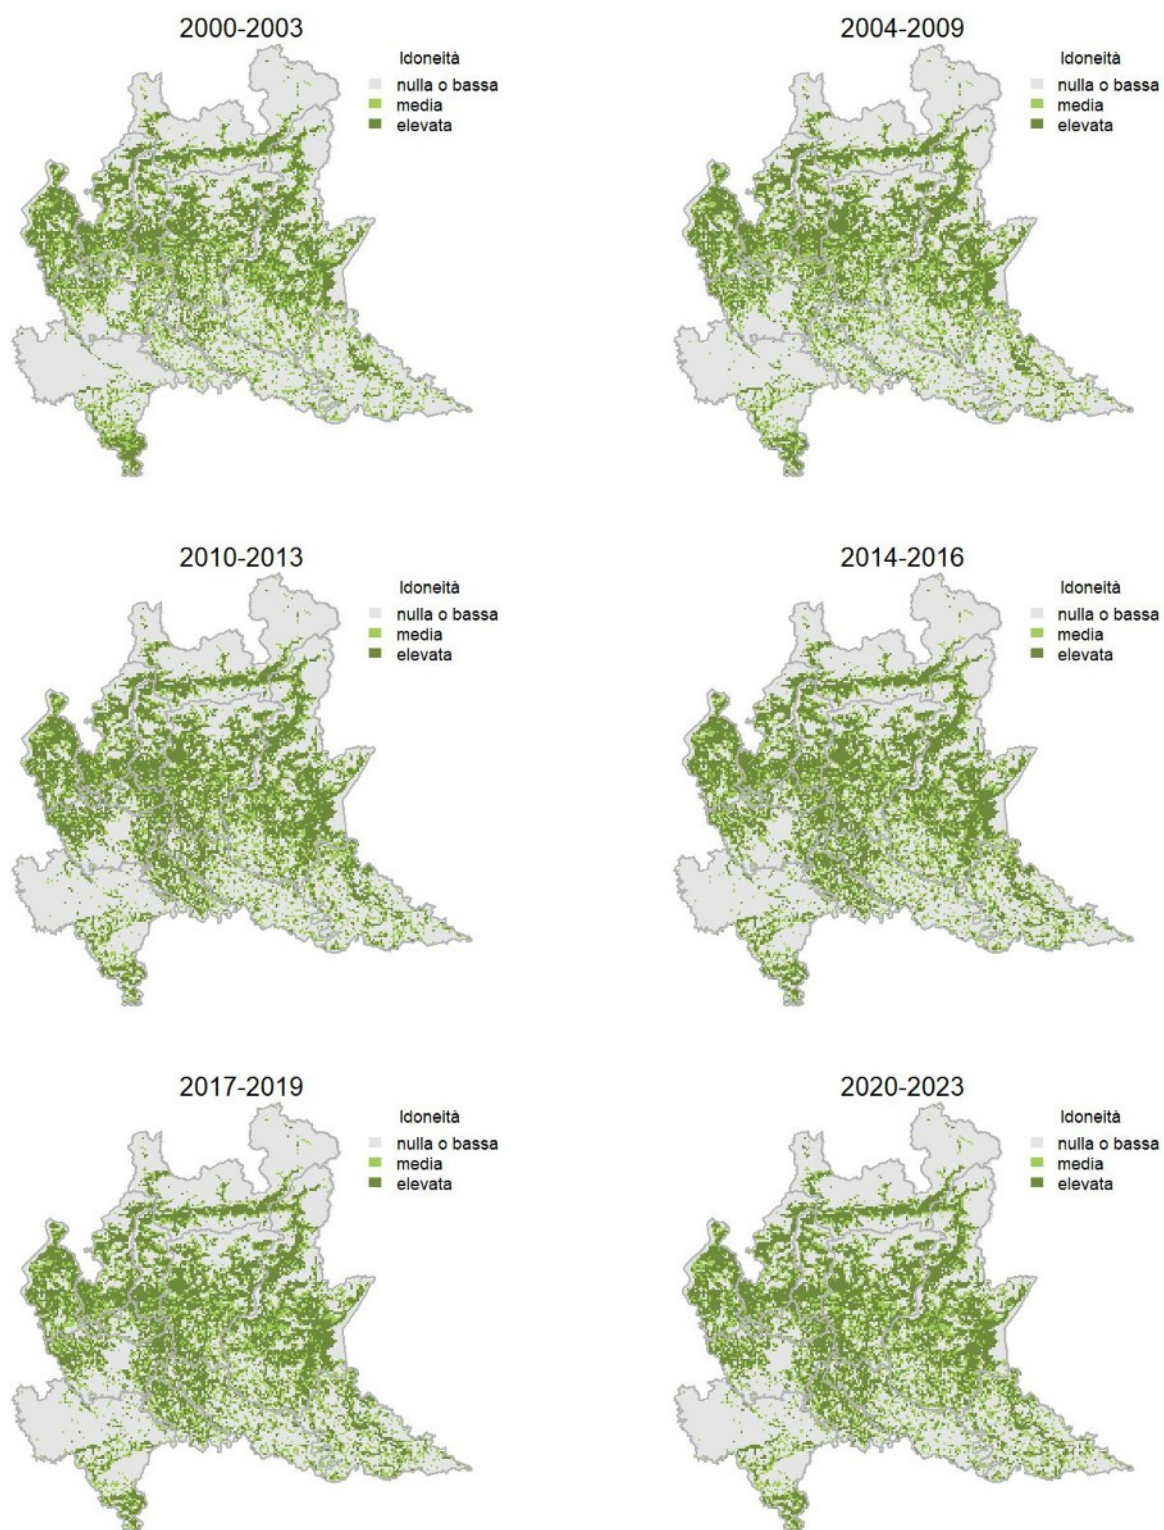 2000-2003
Idoneità
nulla o bassa
media
elevata
2004-2009
Idoneità
nulla o bassa
media
elevata
2010-2013
Idoneità
nulla o bassa
media
elevata
2014-2016
Idoneità
nulla o bassa
media
elevata
2017-2019
Idoneità
nulla o bassa
media
elevata
2020-2023
Idoneità
nulla o bassa
media
elevata